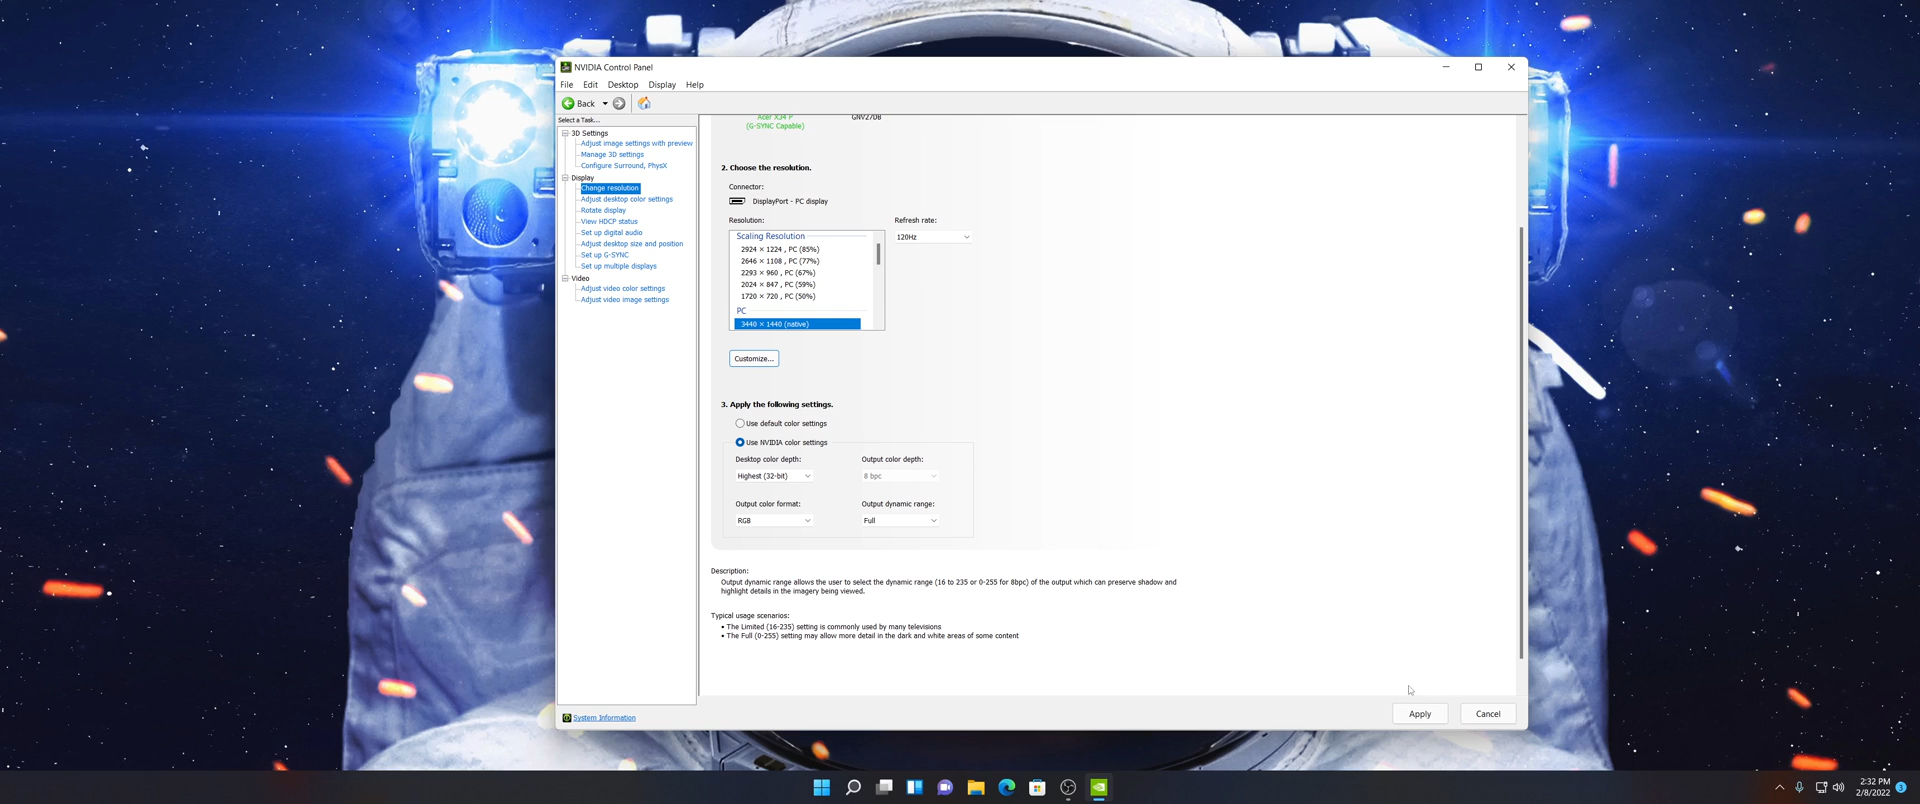 NVIDIA Control Panel
File Edit Desktop Display Help
Back
Select a Task...
3D Settings
Adjust image settings with preview
Manage 3D settings
Configure Surround, PhysX
Display
Change resolution
Adjust desktop color settings
Rotate display
View HDCP status
Set up digital audio
Adjust desktop size and position
Set up G-SYNC
Set up multiple displays
Video
Adjust video color settings
Adjust video image settings
System Information
Acer X34 P
(G-SYNC Capable)
GNV27DB
2. Choose the resolution.
Connector:
DisplayPort - PC display
Resolution:
Refresh rate:
120Hz
Scaling Resolution
2924 × 1224 , PC (85%)
2646 × 1108 , PC (77%)
2293 × 960 , PC (67%)
2024 × 847 , PC (59%)
1720 × 720 , PC (50%)
PC
3440 × 1440 (native)
Customize...
3. Apply the following settings.
Use default color settings
Use NVIDIA color settings
Desktop color depth:
Output color depth:
Highest (32-bit)
8 bpc
Output color format:
Output dynamic range:
RGB
Full
Description:
Output dynamic range allows the user to select the dynamic range (16 to 235 or 0-255 for 8bpc) of the output which can preserve shadow and
highlight details in the imagery being viewed.
Typical usage scenarios:
• The Limited (16-235) setting is commonly used by many televisions
• The Full (0-255) setting may allow more detail in the dark and white areas of some content
Apply
Cancel
2:32 PM
2/8/2022
3